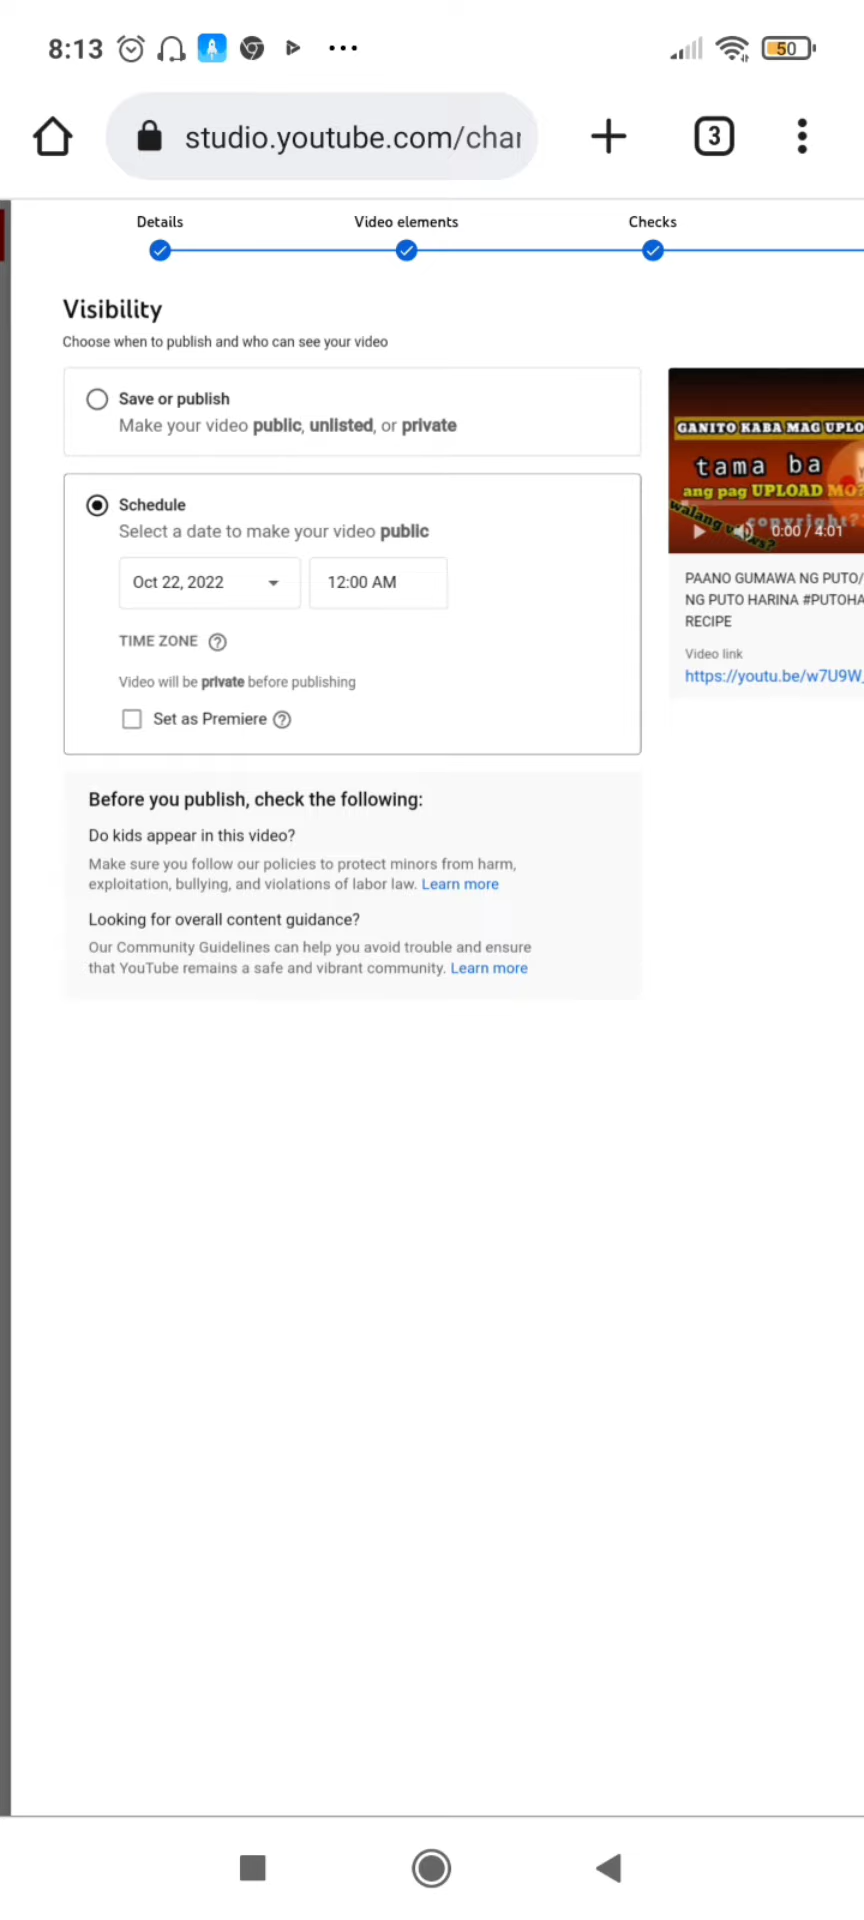 8:13
50
studio.youtube.com/char
3
Details
Video elements
Checks
Visibility
Choose when to publish and who can see your video
Save or publish
Make your video public, unlisted, or private
Schedule
Select a date to make your video public
Oct 22, 2022
12:00 AM
TIME ZONE
Video will be private before publishing
Set as Premiere
GANITO KABA MAG UPLO
tama ba
ang pag UPLOAD MO?
walang
copyright?
0:00 / 4:01
PAANO GUMAWA NG PUTO/
NG PUTO HARINA #PUTOHA
RECIPE
Video link
https://youtu.be/w7U9W_
Before you publish, check the following:
Do kids appear in this video?
Make sure you follow our policies to protect minors from harm,
exploitation, bullying, and violations of labor law. Learn more
Looking for overall content guidance?
Our Community Guidelines can help you avoid trouble and ensure
that YouTube remains a safe and vibrant community. Learn more